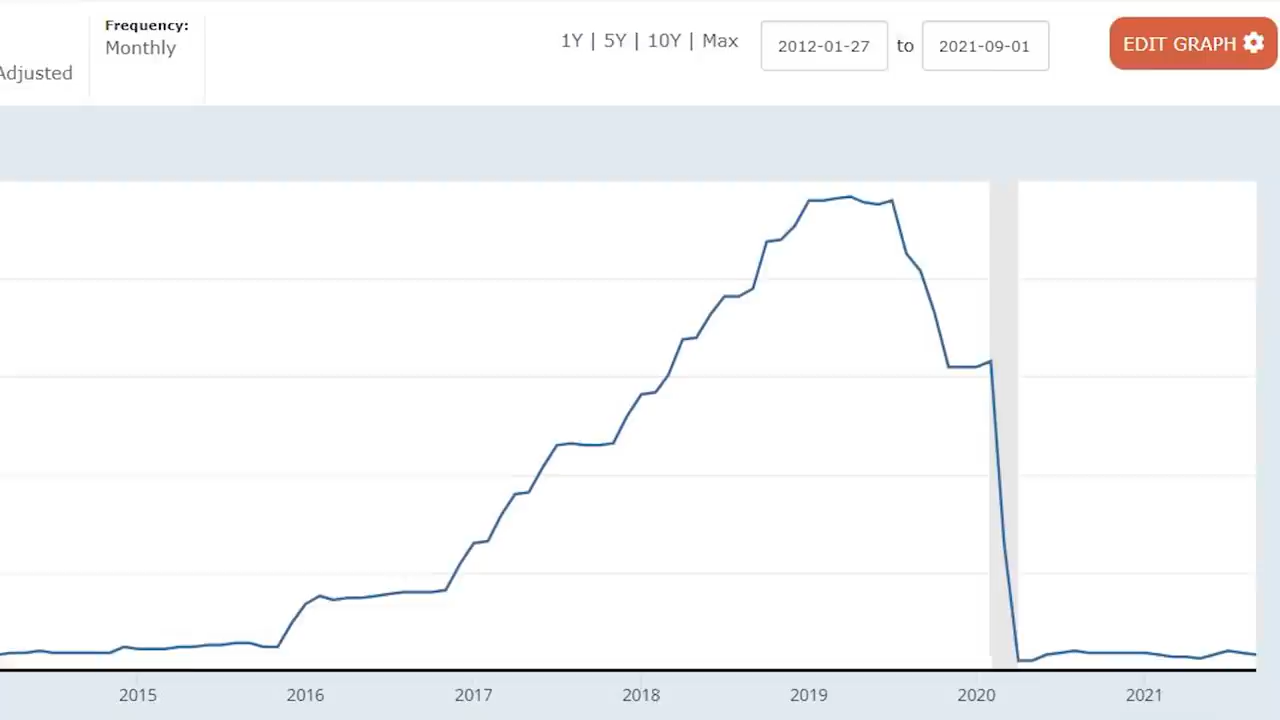 Frequency:
Monthly
Adjusted
1Y | 5Y | 10Y | Max
2012-01-27 to 2021-09-01
EDIT GRAPH
2015 2016 2017 2018 2019 2020 2021